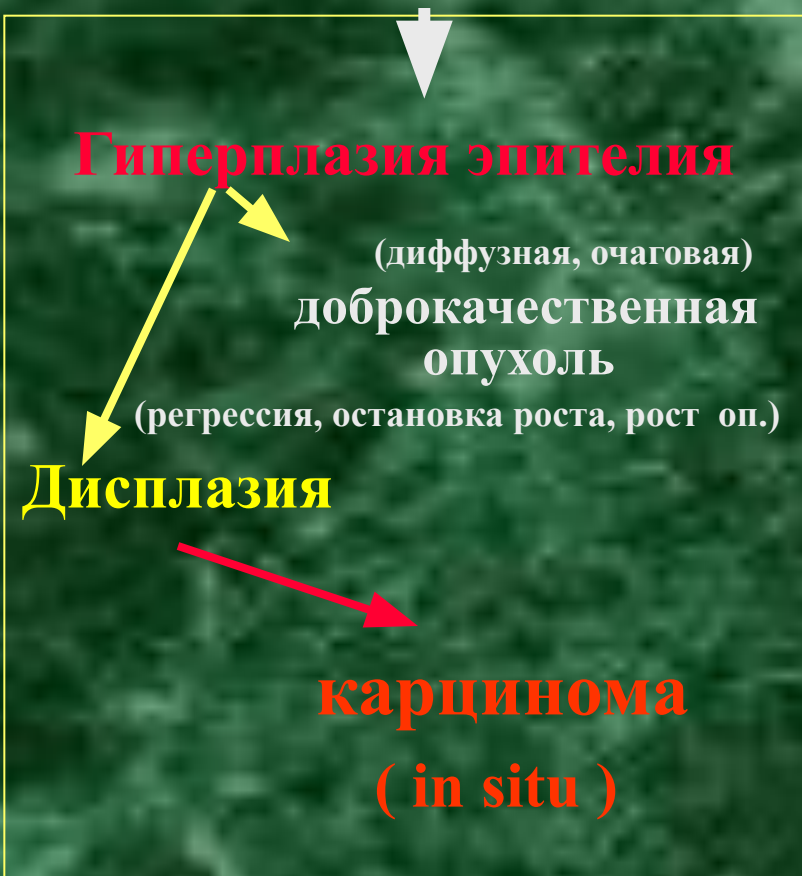 Гиперплазия эпителия
(диффузная, очаговая)
доброкачественная
опухоль
(регрессия, остановка роста, рост оп.)
Дисплазия
карцинома
( in situ )